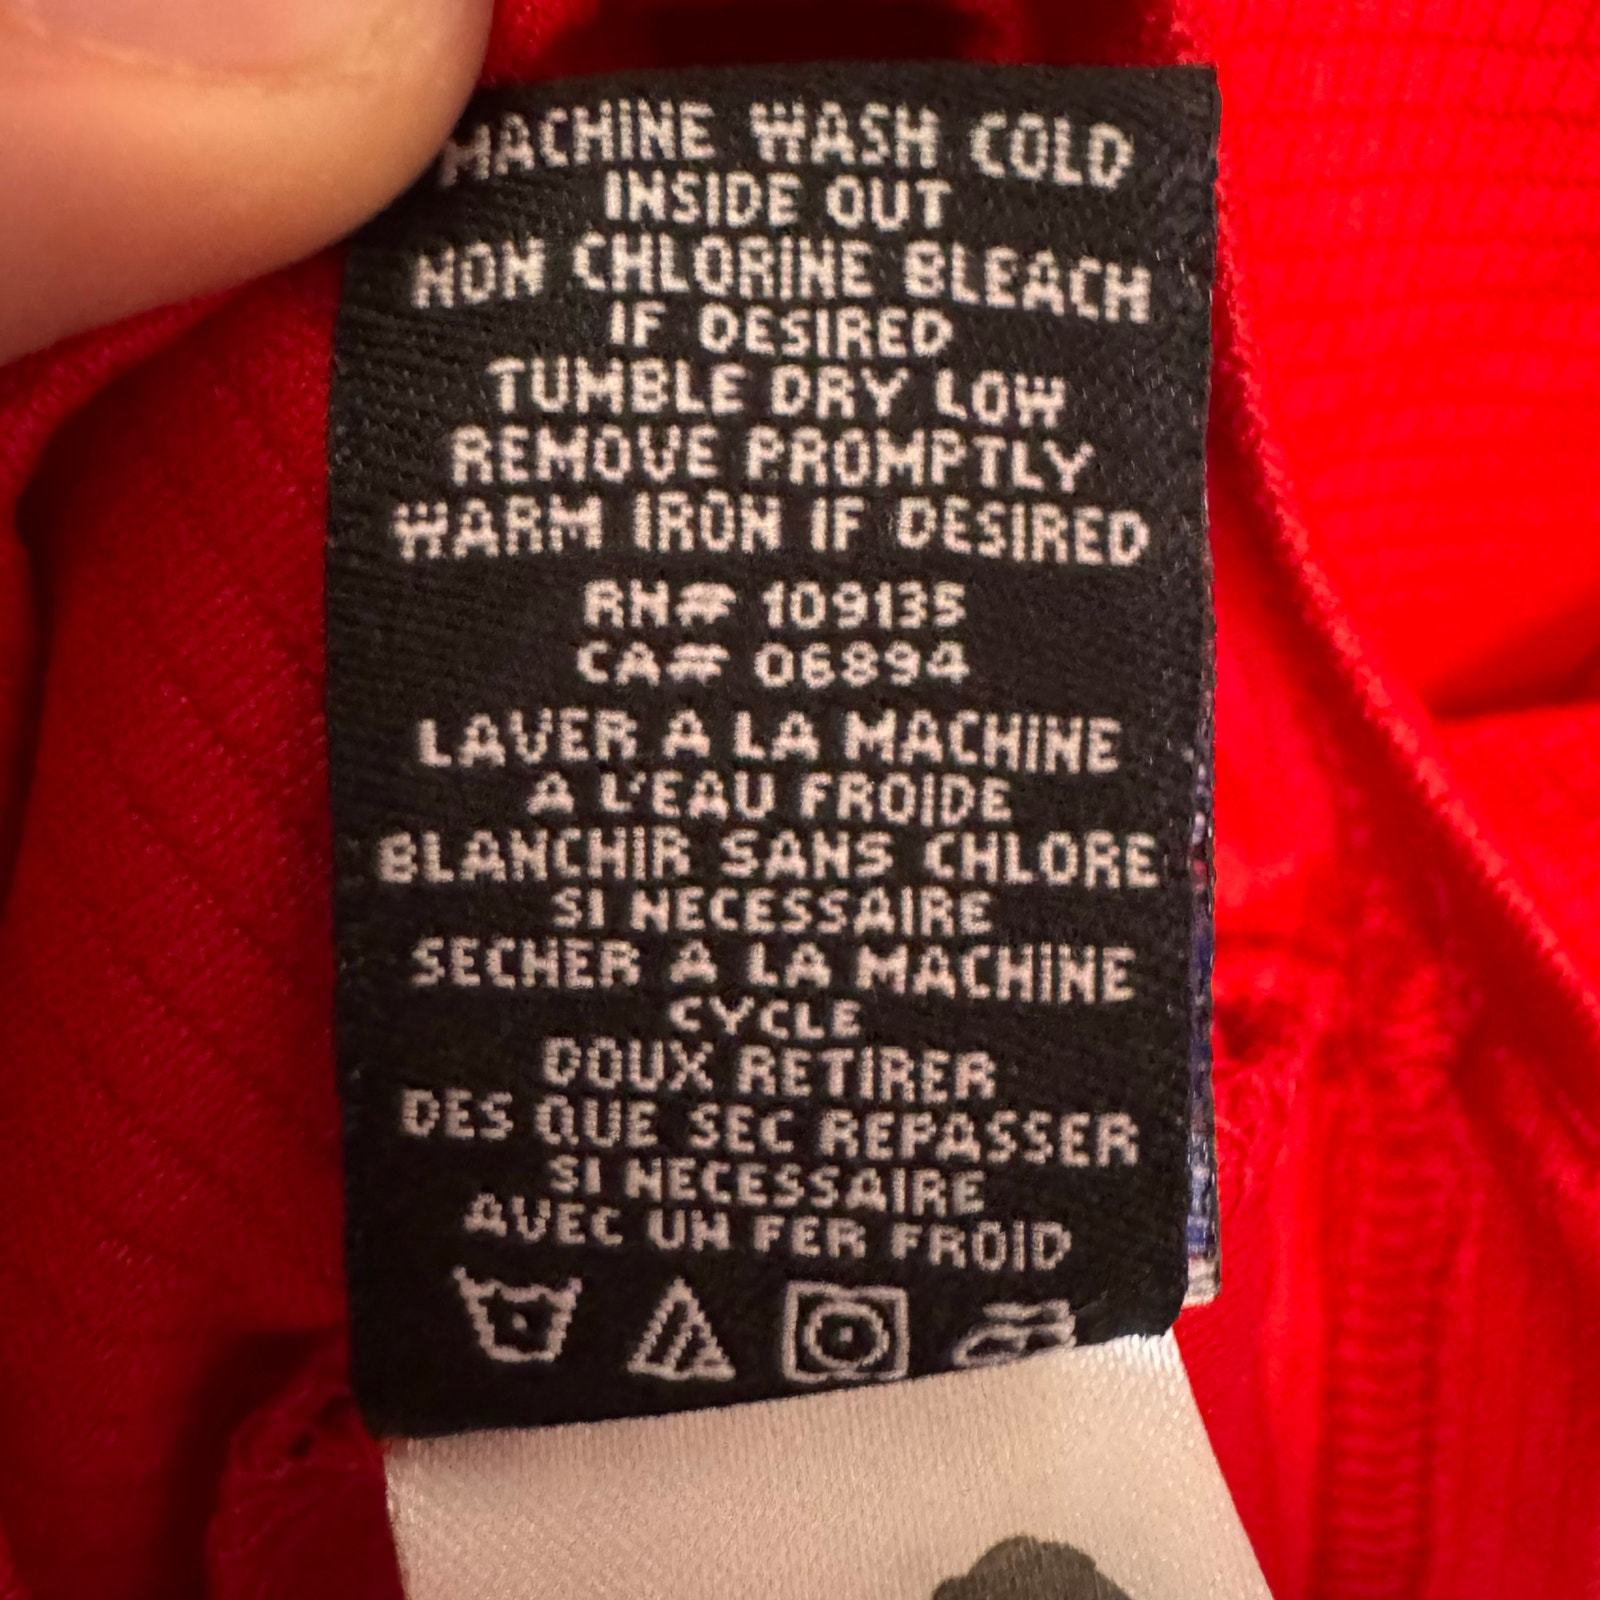 MACHINE WASH COLD
INSIDE OUT
NON CHLORINE BLEACH
IF DESIRED
TUMBLE DRY LOW
REMOVE PROMPTLY
WARM IRON IF DESIRED
RN# 109135
CA# 06894
LAVER A LA MACHINE
A L'EAU FROIDE
BLANCHIR SANS CHLORE
SI NECESSAIRE
SECHER A LA MACHINE
CYCLE
DOUX RETIRER
DES QUE SEC REPASSER
SI NECESSAIRE
AVEC UN FER FROID